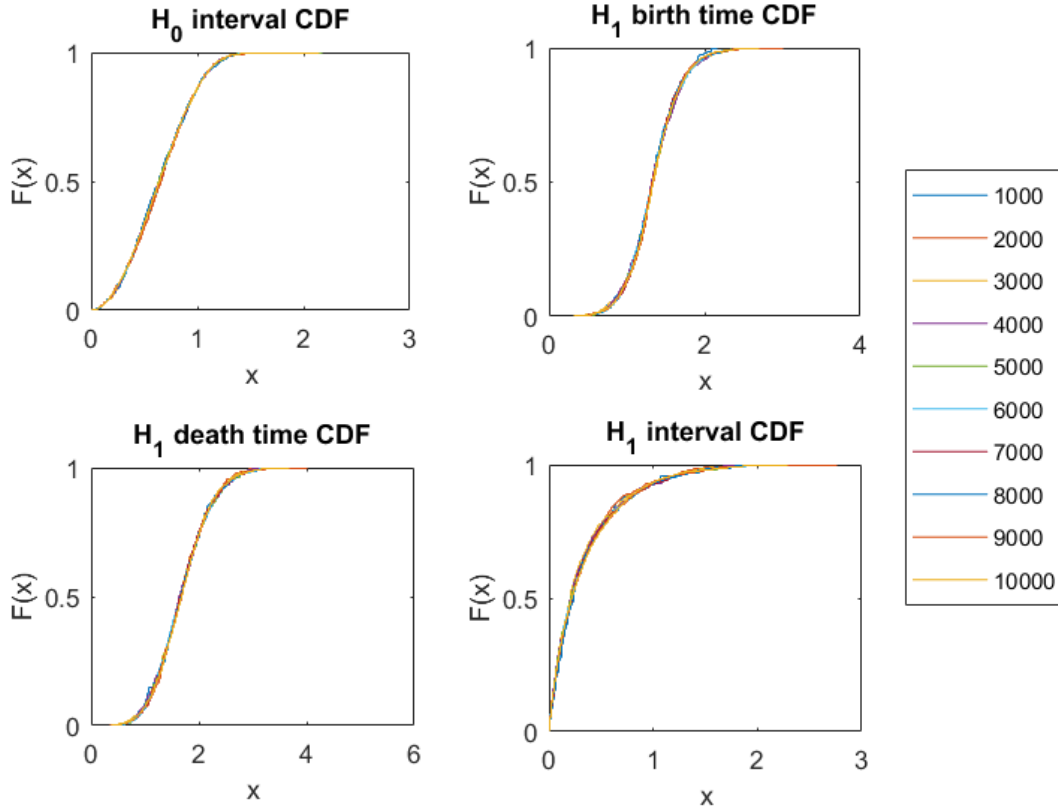 H0 interval CDF
1
0.5
0
F(x)
0 1 2 3
x
H1 birth time CDF
1
0.5
0
F(x)
0 2 4
x
H1 death time CDF
1
0.5
0
F(x)
0 2 4 6
x
H1 interval CDF
1
0.5
0
F(x)
0 1 2 3
x
1000
2000
3000
4000
5000
6000
7000
8000
9000
10000